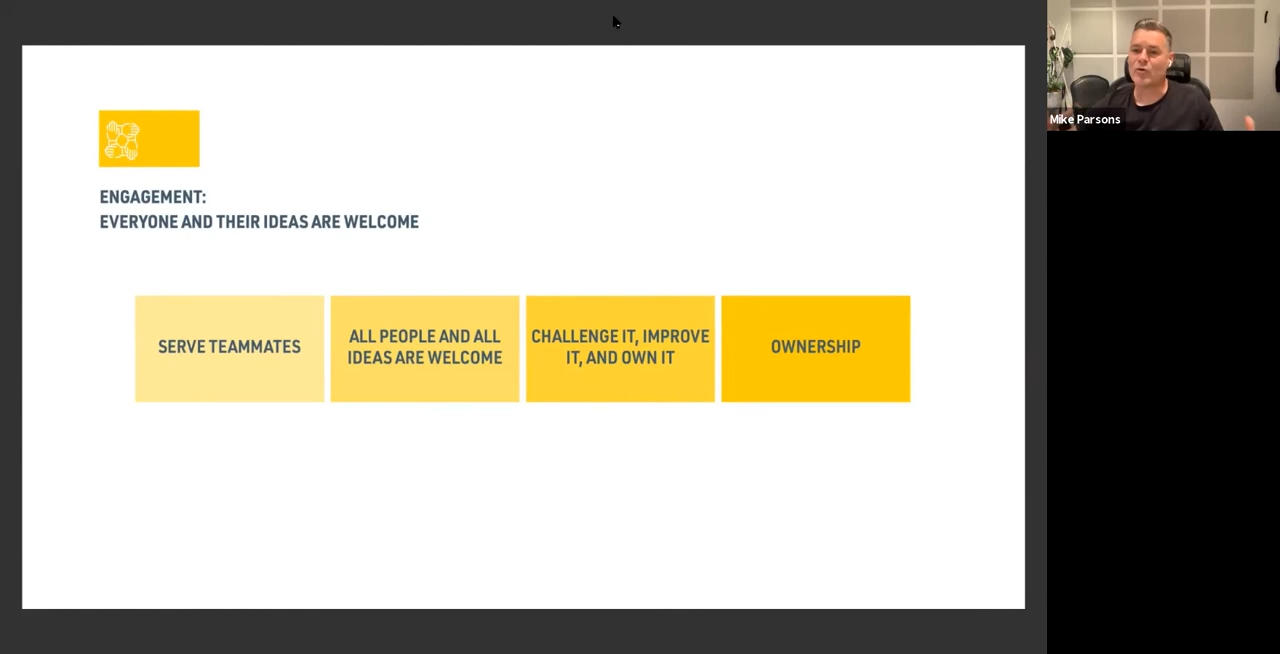 ENGAGEMENT:
EVERYONE AND THEIR IDEAS ARE WELCOME
SERVE TEAMMATES
ALL PEOPLE AND ALL
IDEAS ARE WELCOME
CHALLENGE IT, IMPROVE
IT, AND OWN IT
OWNERSHIP
Mike Parsons